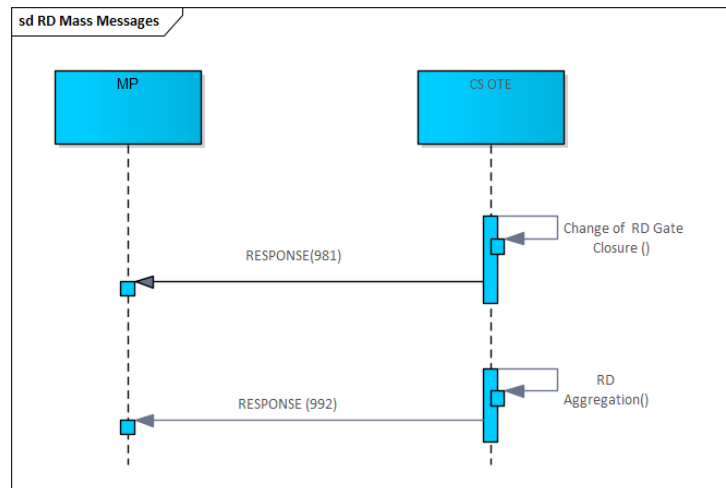 sd RD Mass Messages
MP
CS OTE
Change of RD Gate
Closure ()
RESPONSE(981)
RD
Aggregation()
RESPONSE (992)